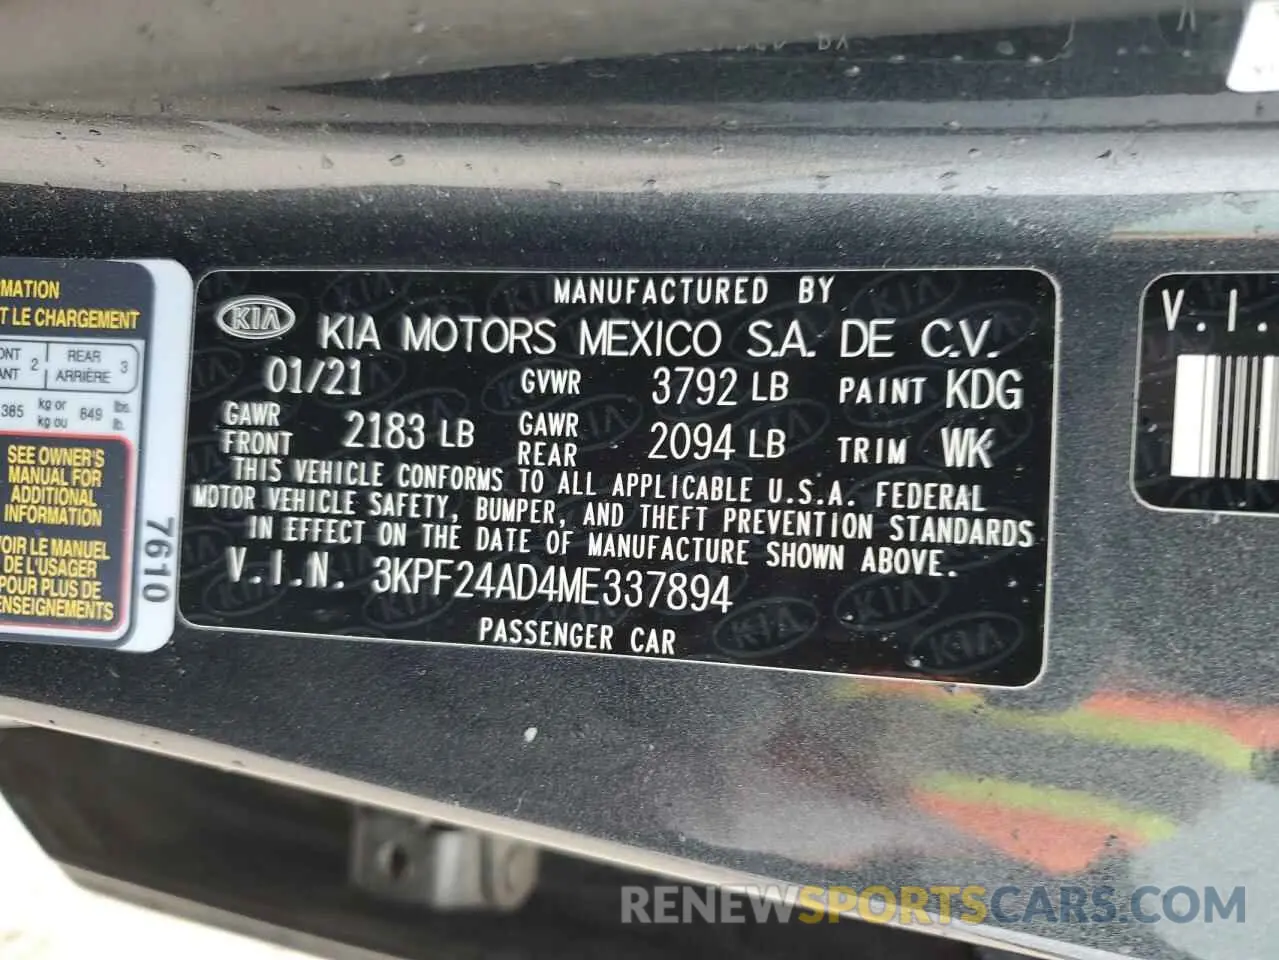 MATION
T LE CHARGEMENT
ONT 2 REAR 3
ANT ARRIÈRE
385 kg or 849 lbs.
kg ou lb.
SEE OWNER'S
MANUAL FOR
ADDITIONAL
INFORMATION
OIR LE MANUEL
DE L'USAGER
POUR PLUS DE
ENSEIGNEMENTS
7610
MANUFACTURED BY
KIA
KIA MOTORS MEXICO S.A. DE C.V.
01/21 GVWR 3792 LB PAINT KDG
GAWR FRONT 2183 LB GAWR REAR 2094 LB TRIM WK
THIS VEHICLE CONFORMS TO ALL APPLICABLE U.S.A. FEDERAL
MOTOR VEHICLE SAFETY, BUMPER, AND THEFT PREVENTION STANDARDS
IN EFFECT ON THE DATE OF MANUFACTURE SHOWN ABOVE.
V.I.N. 3KPF24AD4ME337894
PASSENGER CAR
V.I.
RENEWSPORTSCARS.COM